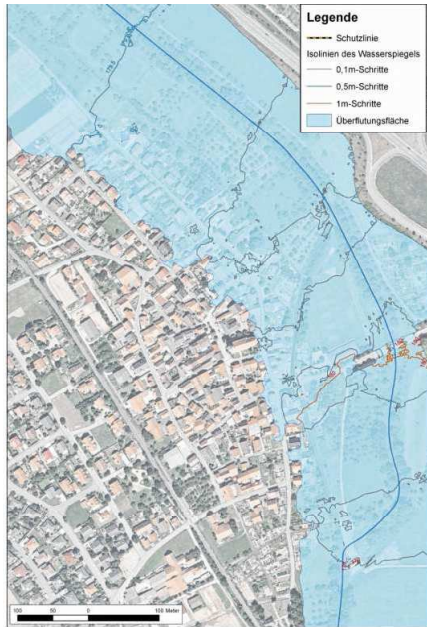 Legende
Schutzlinie
Isolinien des Wasserspiegels
0,1m-Schritte
0,5m-Schritte
1m-Schritte
Überflutungsfläche
100 50 0 100 Meter